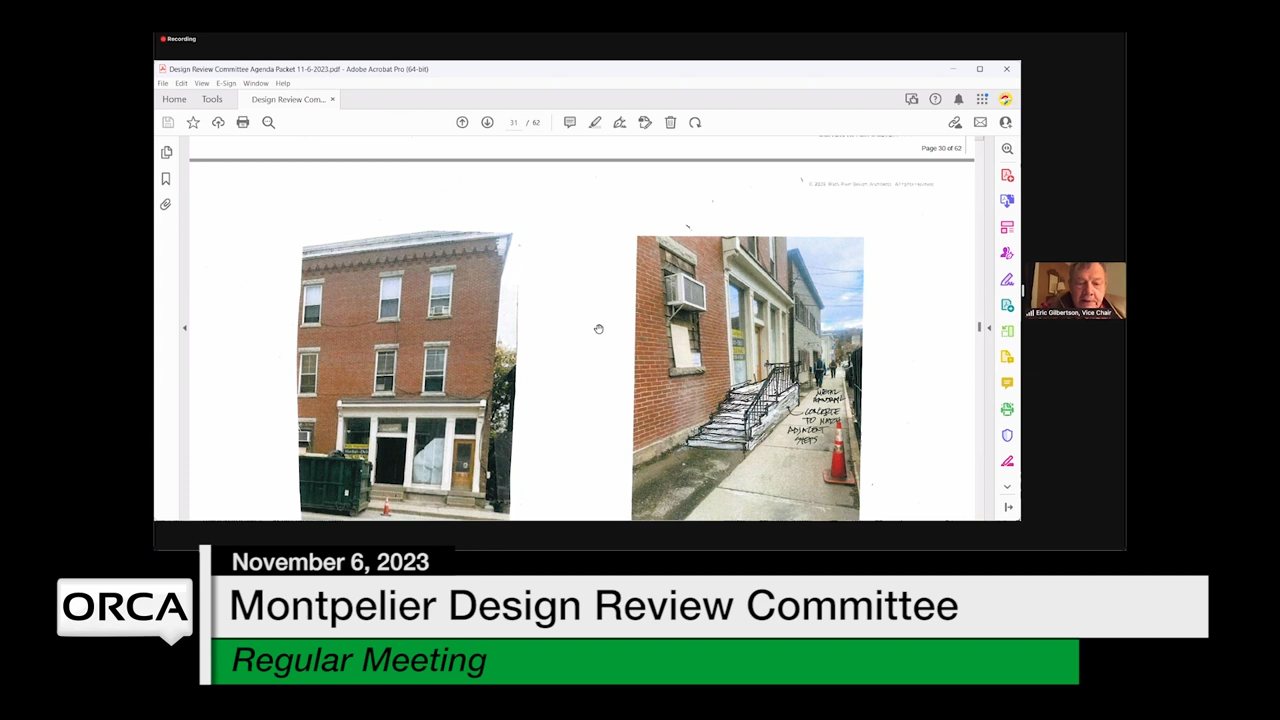 Recording
Design Review Committee Agenda Packet 11-6-2023.pdf - Adobe Acrobat Pro (64-bit)
File Edit View E-Sign Window Help
Home Tools Design Review Com... ×
31 / 62
Page 30 of 62
METAL
HANDRAIL
CONCRETE
TO MATCH
ADJACENT
STEPS
Eric Gilbertson, Vice Chair
November 6, 2023
ORCA
Montpelier Design Review Committee
Regular Meeting